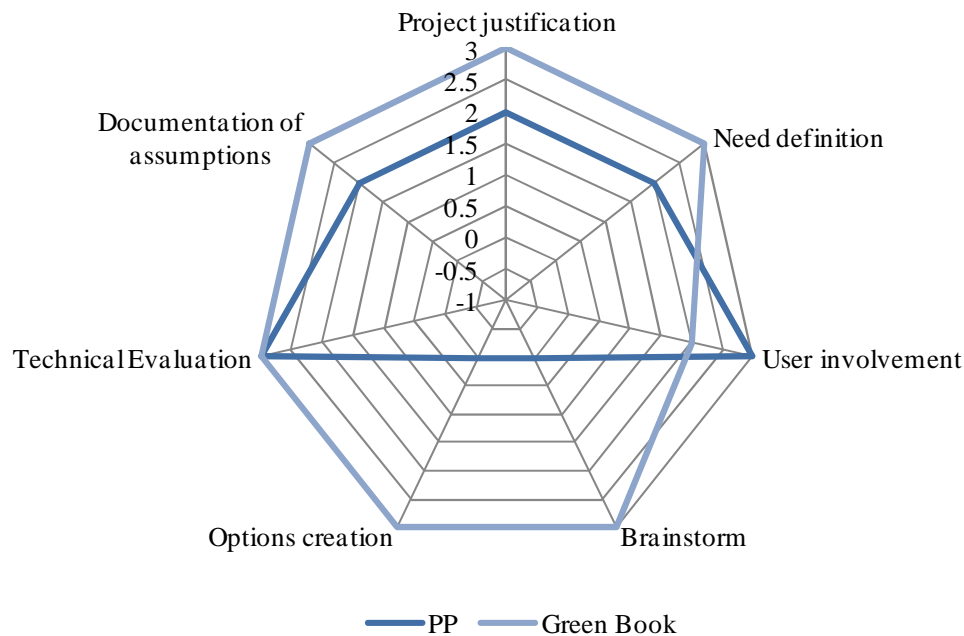 Project justification
3
2.5
2
1.5
1
0.5
0
-0.5
-1
Documentation of
assumptions
Need definition
Technical Evaluation
User involvement
Options creation
Brainstorm
PP
Green Book